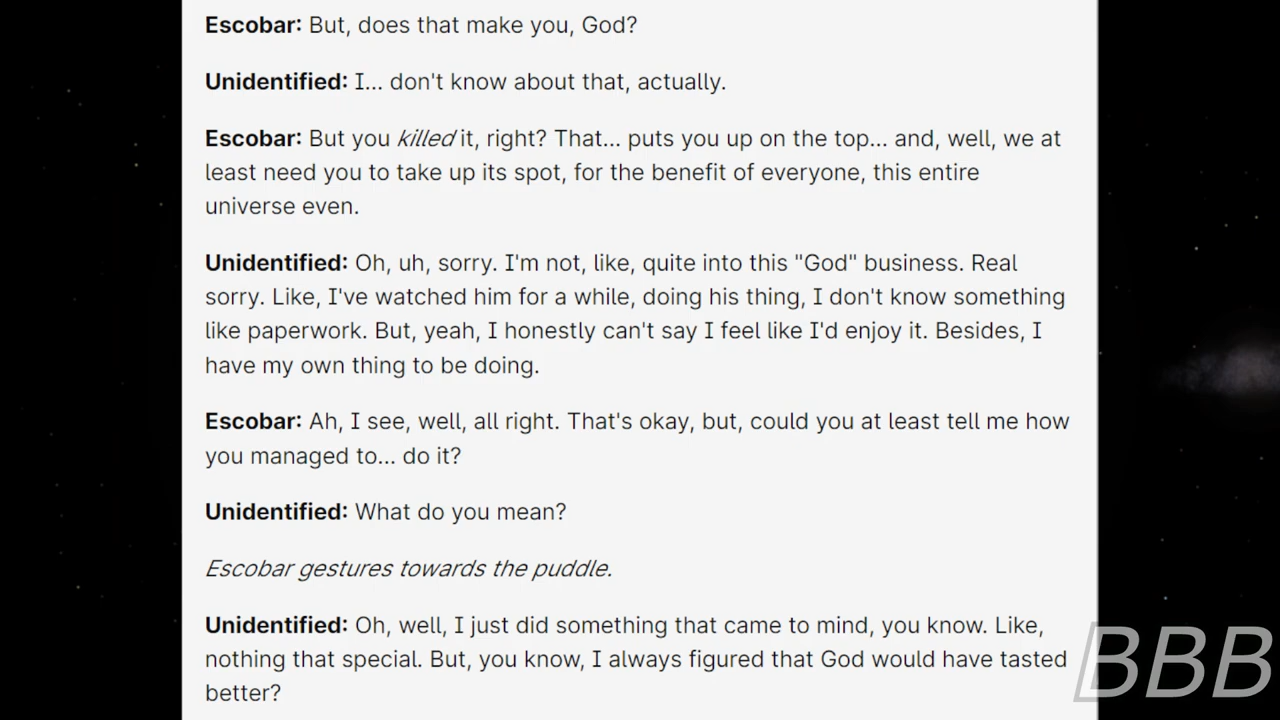 Escobar: But, does that make you, God?
Unidentified: I... don't know about that, actually.
Escobar: But you killed it, right? That... puts you up on the top... and, well, we at
least need you to take up its spot, for the benefit of everyone, this entire
universe even.
Unidentified: Oh, uh, sorry. I'm not, like, quite into this "God" business. Real
sorry. Like, I've watched him for a while, doing his thing, I don't know something
like paperwork. But, yeah, I honestly can't say I feel like I'd enjoy it. Besides, I
have my own thing to be doing.
Escobar: Ah, I see, well, all right. That's okay, but, could you at least tell me how
you managed to... do it?
Unidentified: What do you mean?
Escobar gestures towards the puddle.
Unidentified: Oh, well, I just did something that came to mind, you know. Like,
nothing that special. But, you know, I always figured that God would have tasted
better?
BBB